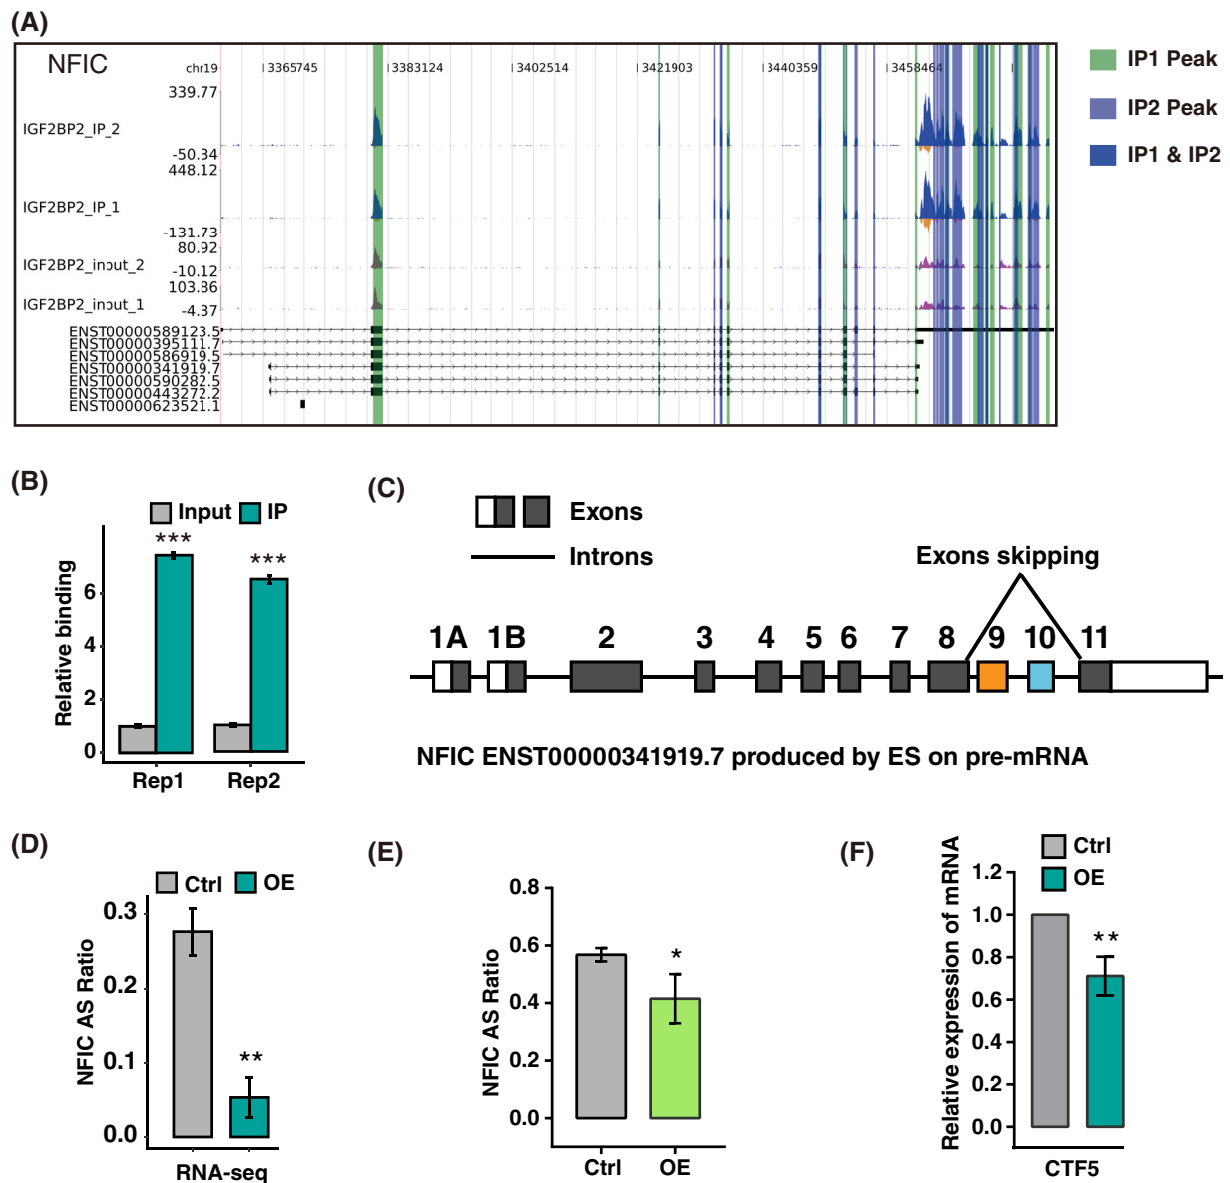 (A)
NFIC
chr19
3365745
3383124
3402514
3421903
3440359
3458464
339.77
IGF2BP2_IP_2
-50.34
448.12
IGF2BP2_IP_1
-131.73
80.92
IGF2BP2_input_2
-10.12
103.86
IGF2BP2_input_1
-4.37
ENST00000589123.5
ENST00000395111.7
ENST00000586919.5
ENST00000341919.7
ENST00000590282.5
ENST00000443272.2
ENST00000623521.1
IP1 Peak
IP2 Peak
IP1 & IP2
(B)
Input IP
*** ***
Relative binding
6
4
2
0
Rep1 Rep2
(C)
Exons
Introns
Exons skipping
1A 1B 2 3 4 5 6 7 8 9 10 11
NFIC ENST00000341919.7 produced by ES on pre-mRNA
(D)
Ctrl OE
NFIC AS Ratio
0.3
0.2
0.1
0.0
**
RNA-seq
(E)
NFIC AS Ratio
0.8
0.6
0.4
0.2
0.0
*
Ctrl OE
(F)
Ctrl
OE
Relative expression of mRNA
1.2
1.0
0.8
0.6
0.4
0.2
0.0
**
CTF5